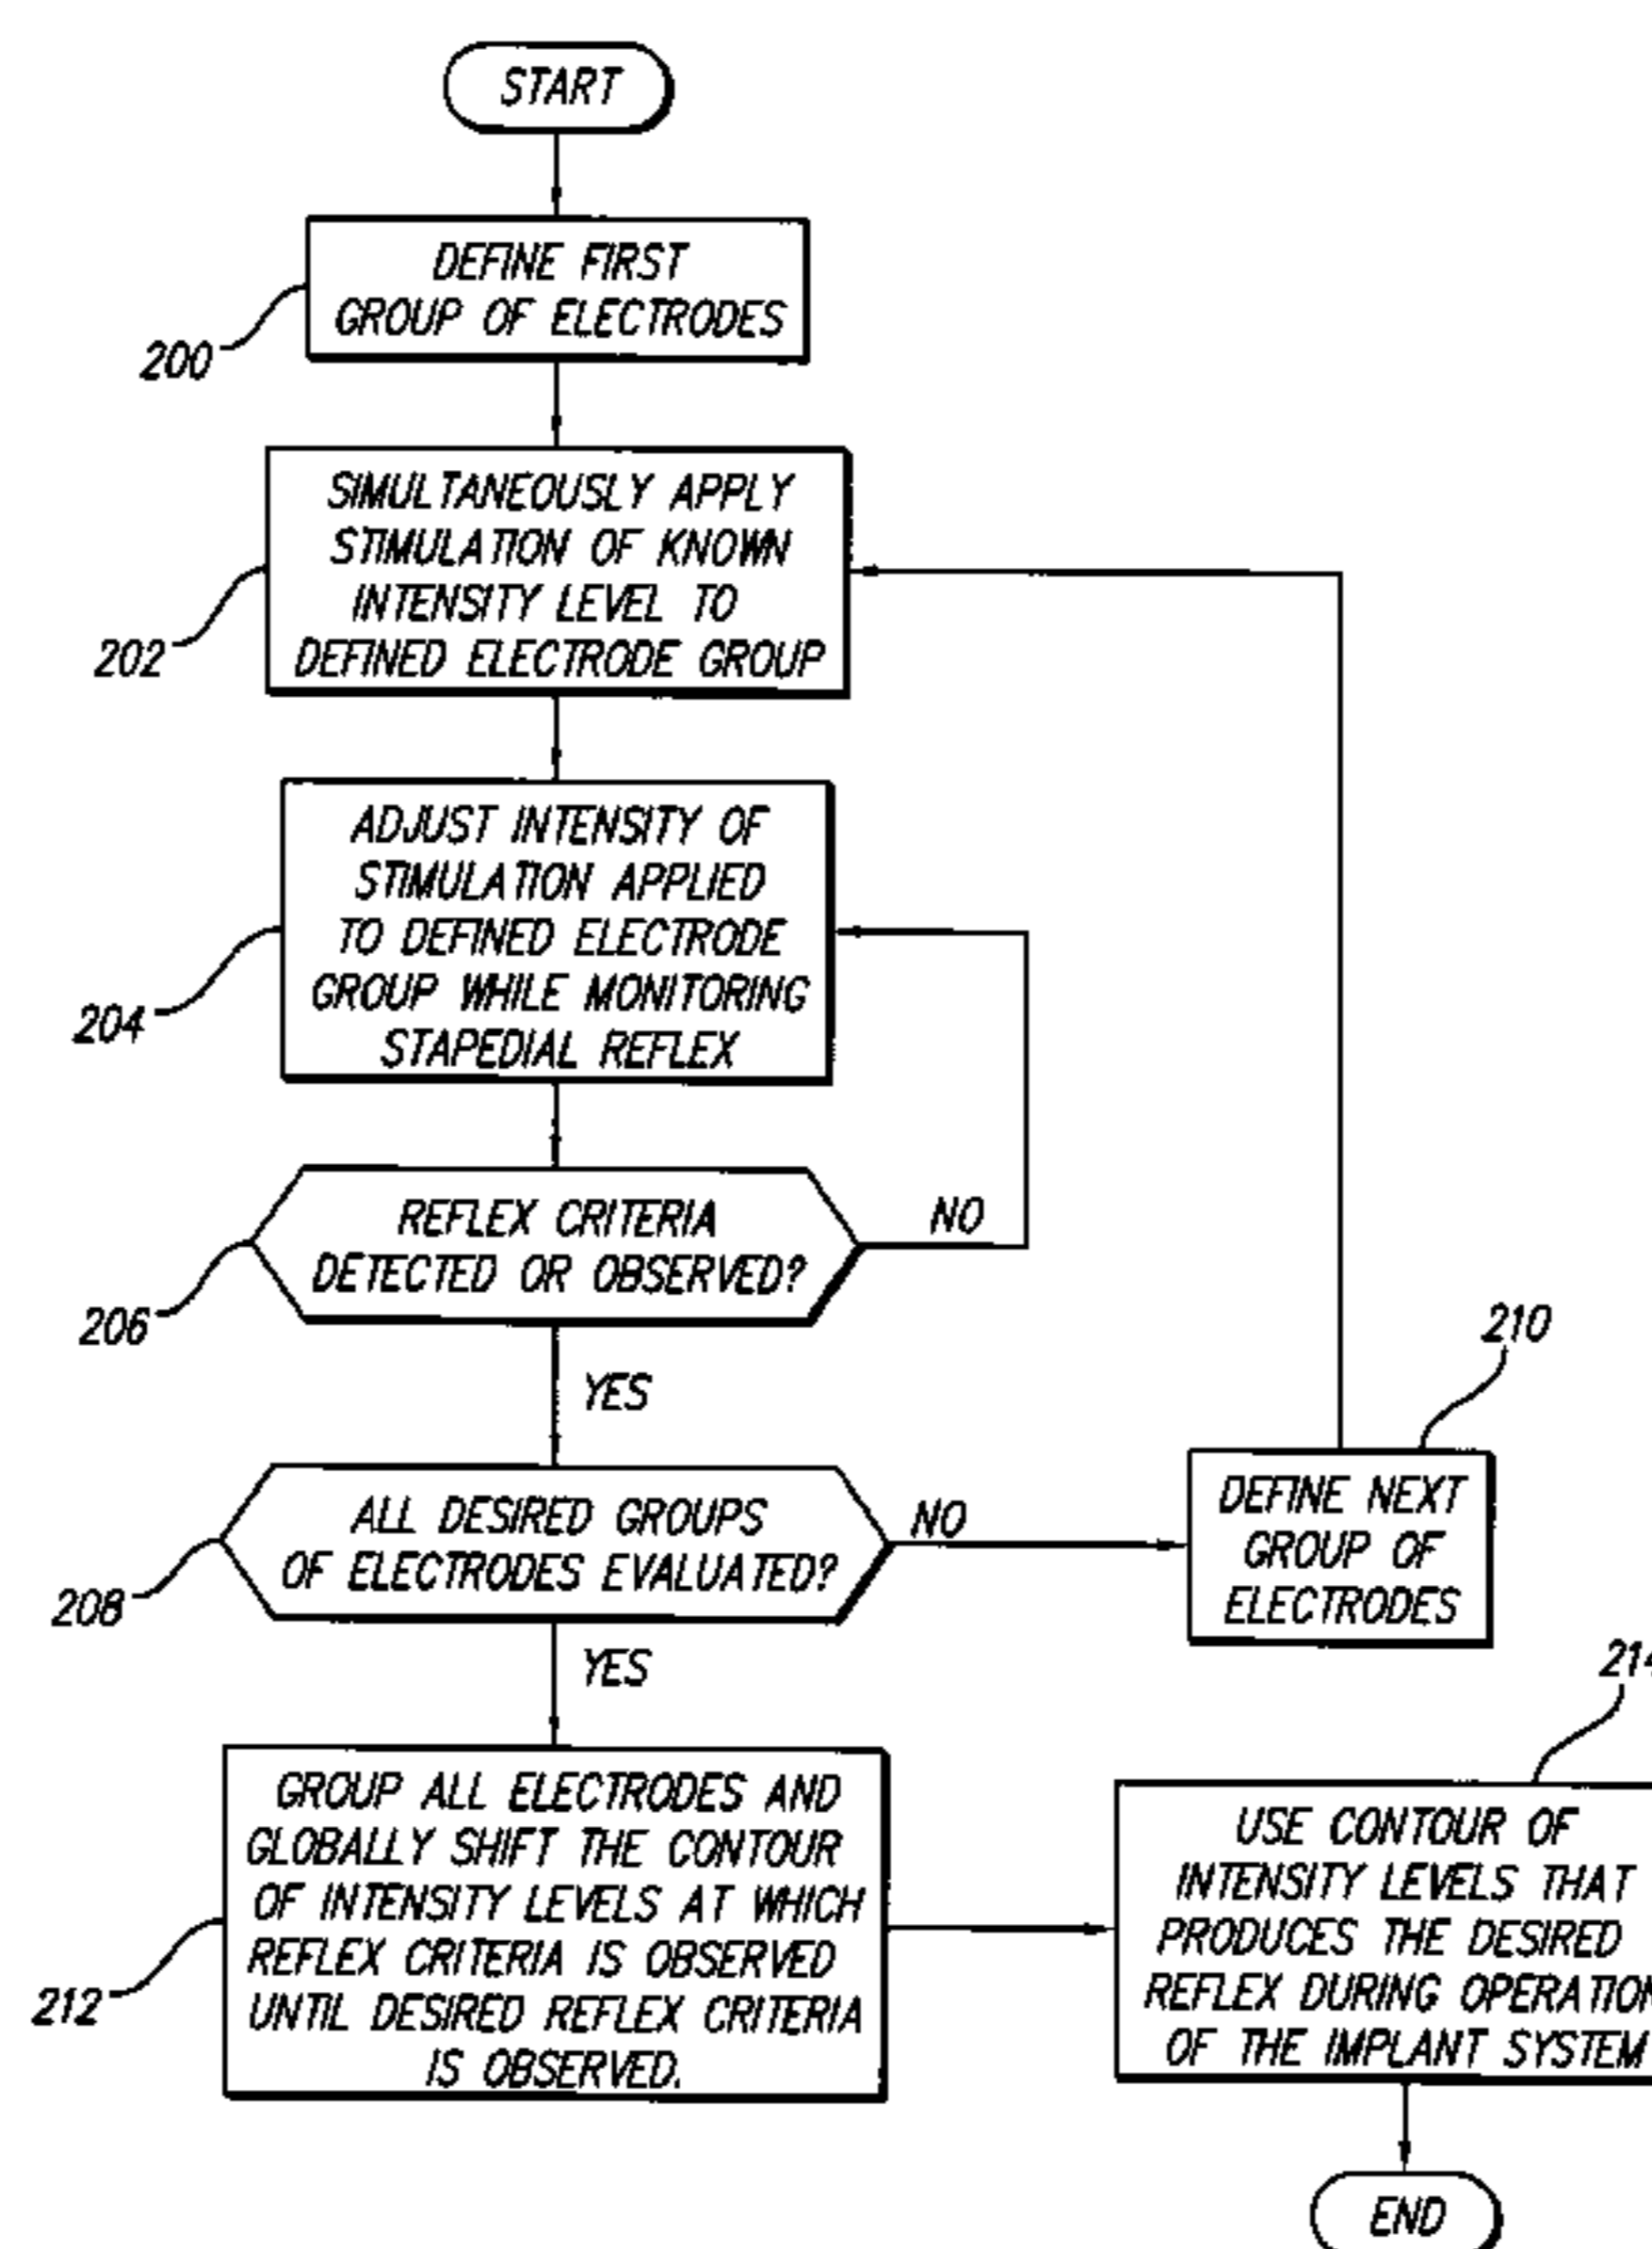 START
DEFINE FIRST
GROUP OF ELECTRODES
200
SIMULTANEOUSLY APPLY
STIMULATION OF KNOWN
INTENSITY LEVEL TO
DEFINED ELECTRODE GROUP
202
ADJUST INTENSITY OF
STIMULATION APPLIED
TO DEFINED ELECTRODE
GROUP WHILE MONITORING
STAPEDIAL REFLEX
204
REFLEX CRITERIA
DETECTED OR OBSERVED?
NO
206
YES
210
ALL DESIRED GROUPS
OF ELECTRODES EVALUATED?
NO
208
DEFINE NEXT
GROUP OF
ELECTRODES
YES
214
GROUP ALL ELECTRODES AND
GLOBALLY SHIFT THE CONTOUR
OF INTENSITY LEVELS AT WHICH
REFLEX CRITERIA IS OBSERVED
UNTIL DESIRED REFLEX CRITERIA
IS OBSERVED.
212
USE CONTOUR OF
INTENSITY LEVELS THAT
PRODUCES THE DESIRED
REFLEX DURING OPERATION
OF THE IMPLANT SYSTEM
END